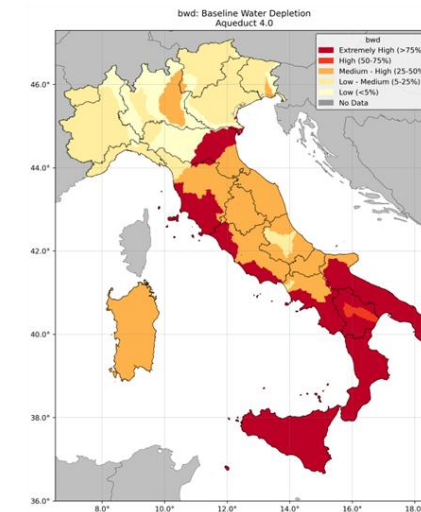 bwd: Baseline Water Depletion
Aqueduct 4.0
bwd
Extremely High (>75%)
High (50-75%)
Medium - High (25-50%)
Low - Medium (5-25%)
Low (<5%)
No Data
46.0°
44.0°
42.0°
40.0°
38.0°
36.0°
8.0°
10.0°
12.0°
14.0°
16.0°
18.0°